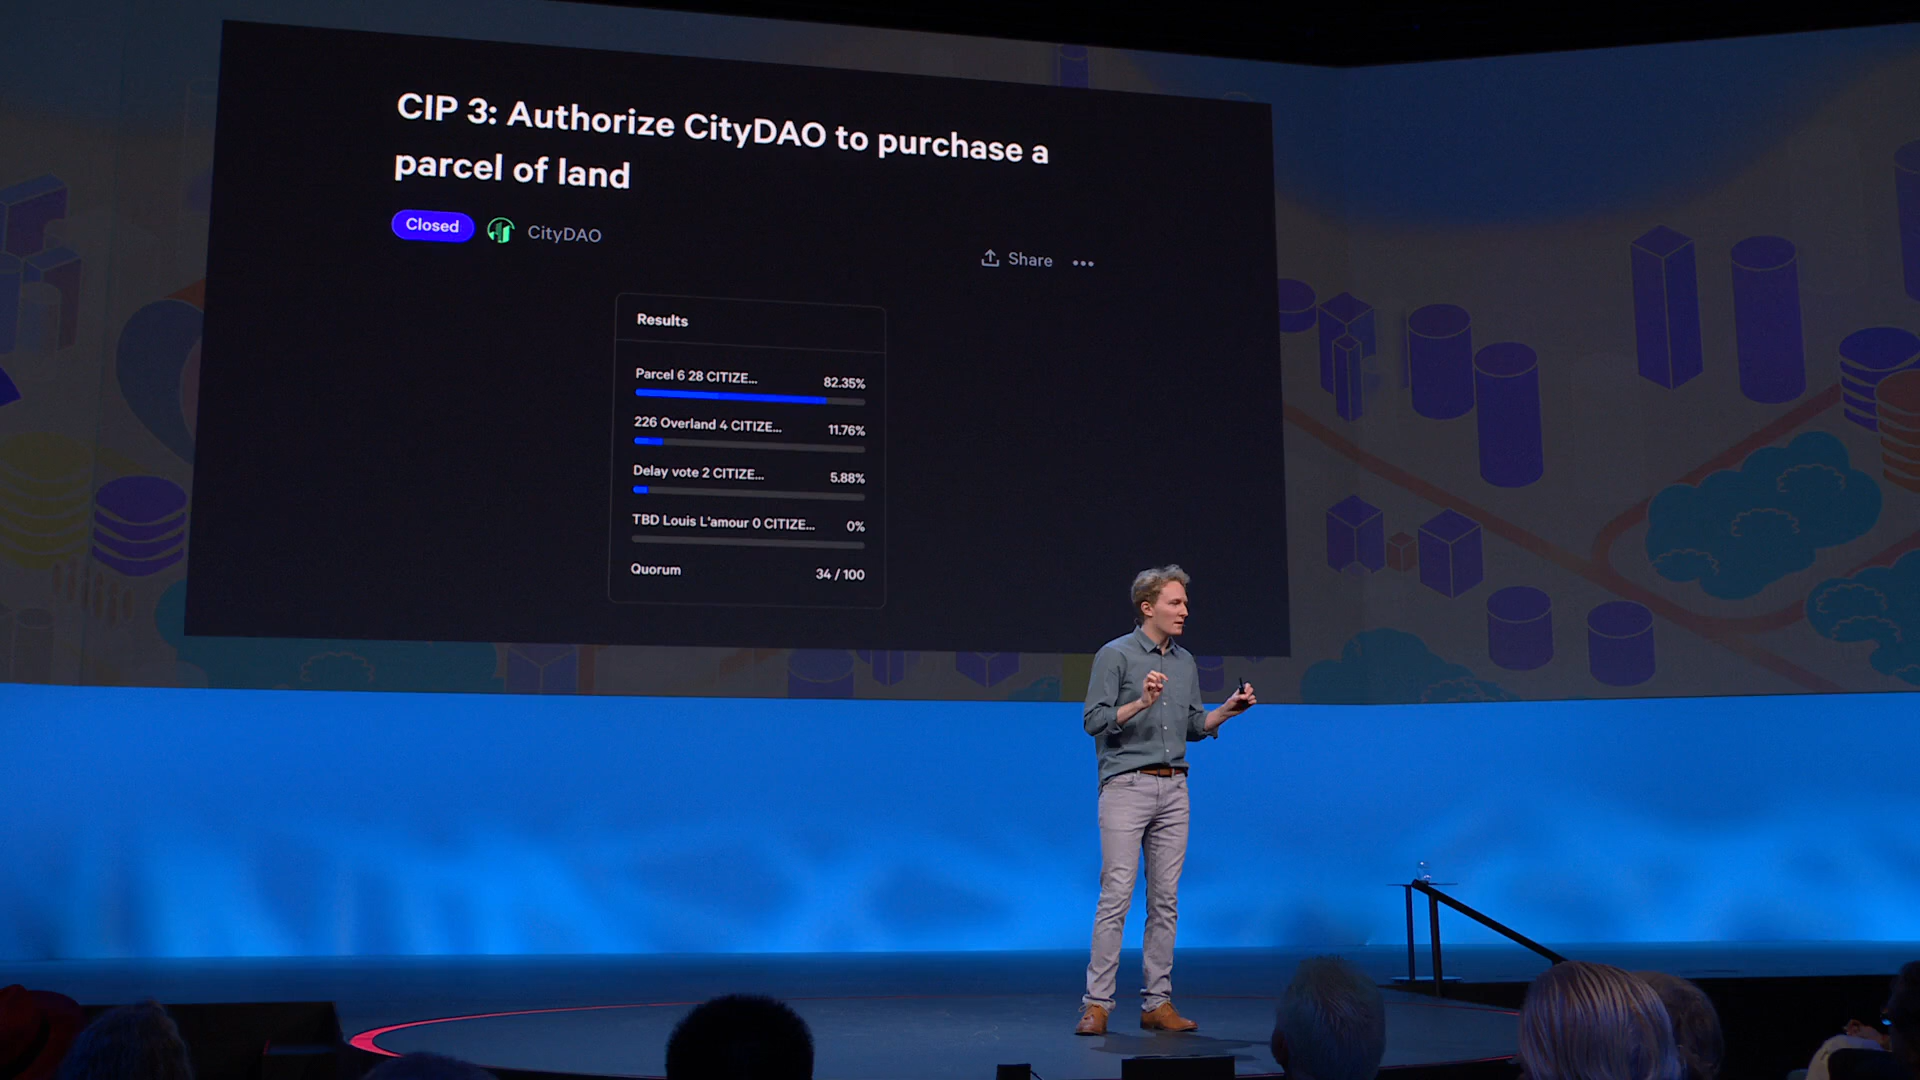 CIP 3: Authorize CityDAO to purchase a
parcel of land
Closed CityDAO
Share
Results
Parcel 6 28 CITIZE... 82.35%
226 Overland 4 CITIZE... 11.76%
Delay vote 2 CITIZE... 5.88%
TBD Louis L'amour 0 CITIZE... 0%
Quorum 34 / 100